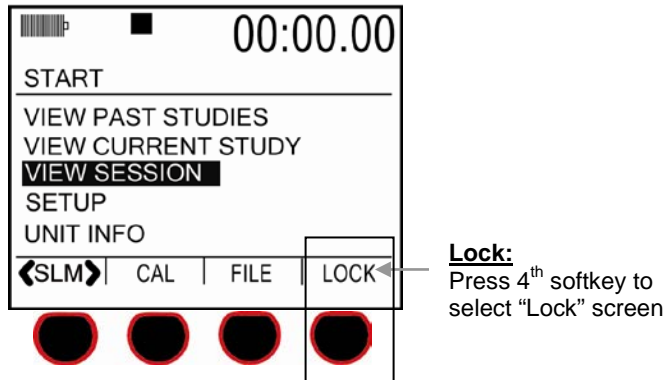 00:00.00
START
VIEW PAST STUDIES
VIEW CURRENT STUDY
VIEW SESSION
SETUP
UNIT INFO
❮SLM❯ | CAL | FILE | LOCK
Lock:
Press 4th softkey to
select “Lock” screen